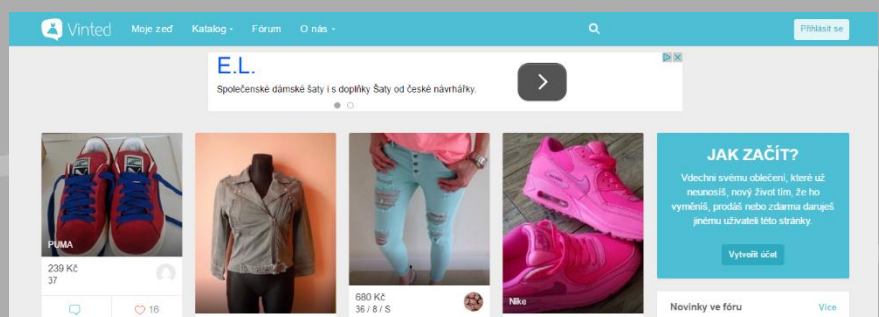 Vinted Moje zeď Katalog Fórum O nás Přihlásit se
E.L.
Společenské dámské šaty i s doplňky Šaty od české návrhářky.
PUMA
239 Kč
37
16
680 Kč
36 / 8 / S
Nike
JAK ZAČÍT?
Vdechni svému oblečení, které už
neunosíš, nový život tím, že ho
vyměníš, prodáš nebo zdarma daruješ
jinému uživateli této stránky.
Vytvořit účet
Novinky ve fóru Více